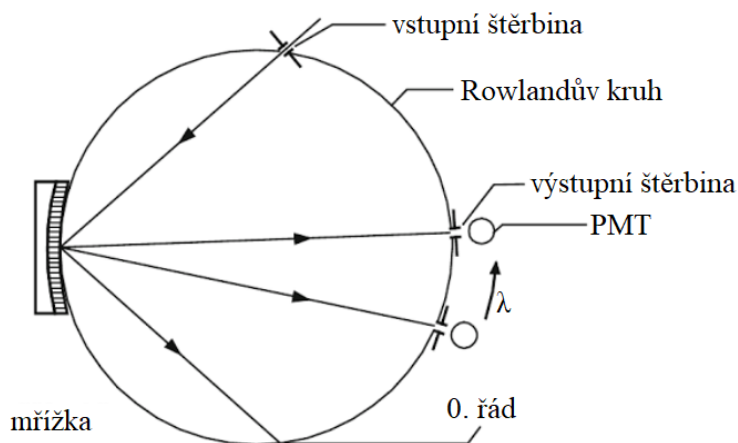 vstupní štěrbina
Rowlandův kruh
výstupní štěrbina
PMT
λ
0. řád
mřížka